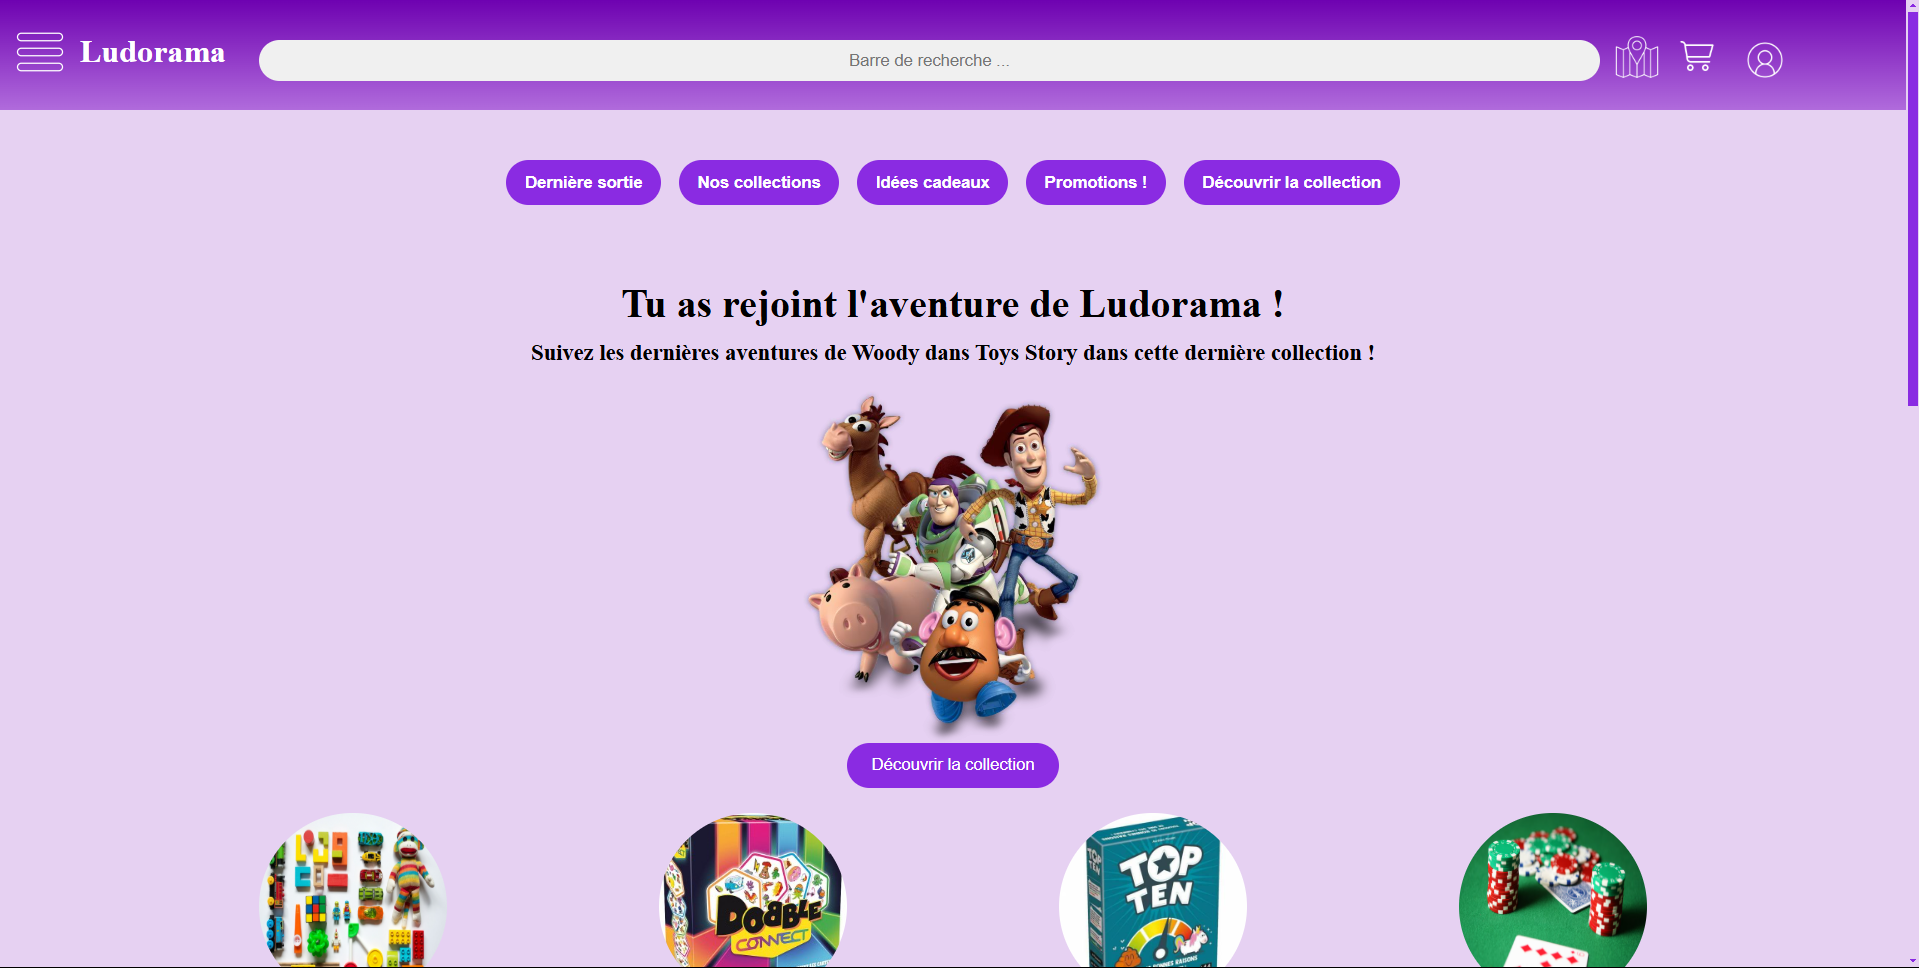 Ludorama
Barre de recherche ...
Dernière sortie
Nos collections
Idées cadeaux
Promotions !
Découvrir la collection
Tu as rejoint l'aventure de Ludorama !
Suivez les dernières aventures de Woody dans Toys Story dans cette dernière collection !
Découvrir la collection
DOBBLE
CONNECT
TOP
TEN